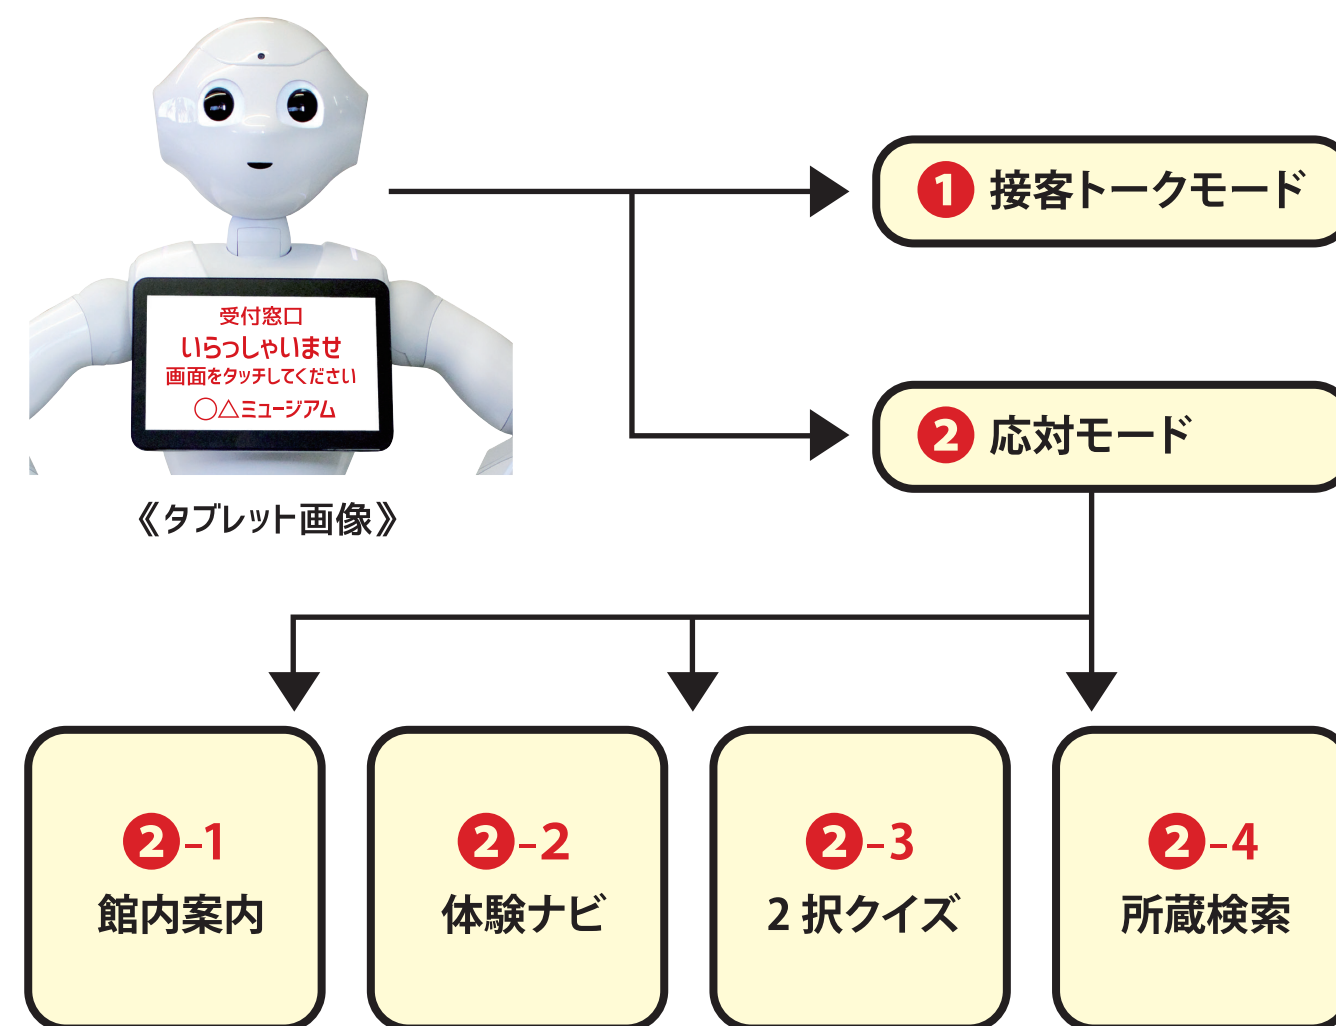 受付窓口
いらっしゃいませ
画面をタッチしてください
○△ミュージアム
《タブレット画像》
1 接客トークモード
2 応対モード
2-1
館内案内
2-2
体験ナビ
2-3
2択クイズ
2-4
所蔵検索